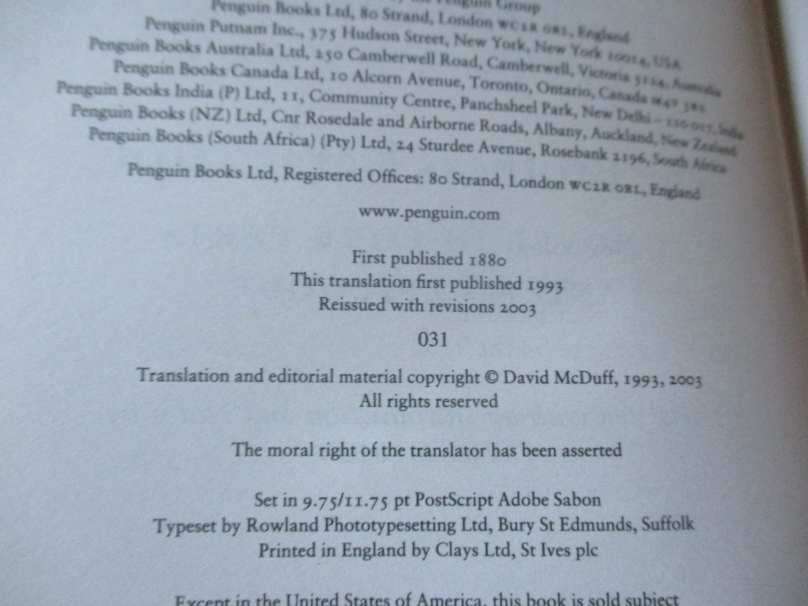 by the Penguin Group
Penguin Books Ltd, 80 Strand, London WC2R 0RL, England
Penguin Putnam Inc., 375 Hudson Street, New York, New York 10014, USA
Penguin Books Australia Ltd, 250 Camberwell Road, Camberwell, Victoria 3124, Australia
Penguin Books Canada Ltd, 10 Alcorn Avenue, Toronto, Ontario, Canada M4V 3B2
Penguin Books India (P) Ltd, 11, Community Centre, Panchsheel Park, New Delhi – 110 017, India
Penguin Books (NZ) Ltd, Cnr Rosedale and Airborne Roads, Albany, Auckland, New Zealand
Penguin Books (South Africa) (Pty) Ltd, 24 Sturdee Avenue, Rosebank 2196, South Africa
Penguin Books Ltd, Registered Offices: 80 Strand, London WC2R 0RL, England
www.penguin.com
First published 1880
This translation first published 1993
Reissued with revisions 2003
031
Translation and editorial material copyright © David McDuff, 1993, 2003
All rights reserved
The moral right of the translator has been asserted
Set in 9.75/11.75 pt PostScript Adobe Sabon
Typeset by Rowland Phototypesetting Ltd, Bury St Edmunds, Suffolk
Printed in England by Clays Ltd, St Ives plc
Except in the United States of America, this book is sold subject